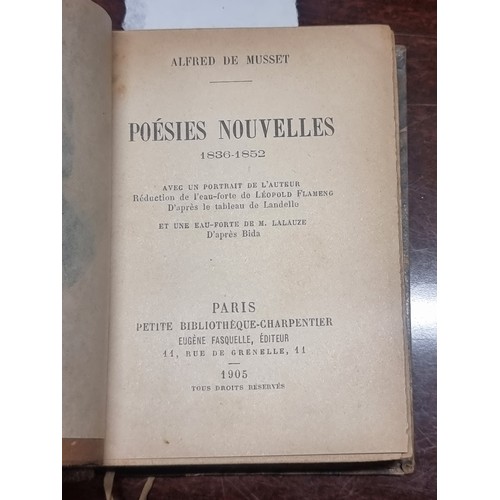 ALFRED DE MUSSET
POÉSIES NOUVELLES
1836-1852
AVEC UN PORTRAIT DE L'AUTEUR
Réduction de l'eau-forte de LÉOPOLD FLAMENG
D'après le tableau de Landelle
ET UNE EAU-FORTE DE M. LALAUZE
D'après Bida
PARIS
PETITE BIBLIOTHÈQUE-CHARPENTIER
EUGÈNE FASQUELLE, ÉDITEUR
11, RUE DE GRENELLE, 11
1905
TOUS DROITS RÉSERVÉS